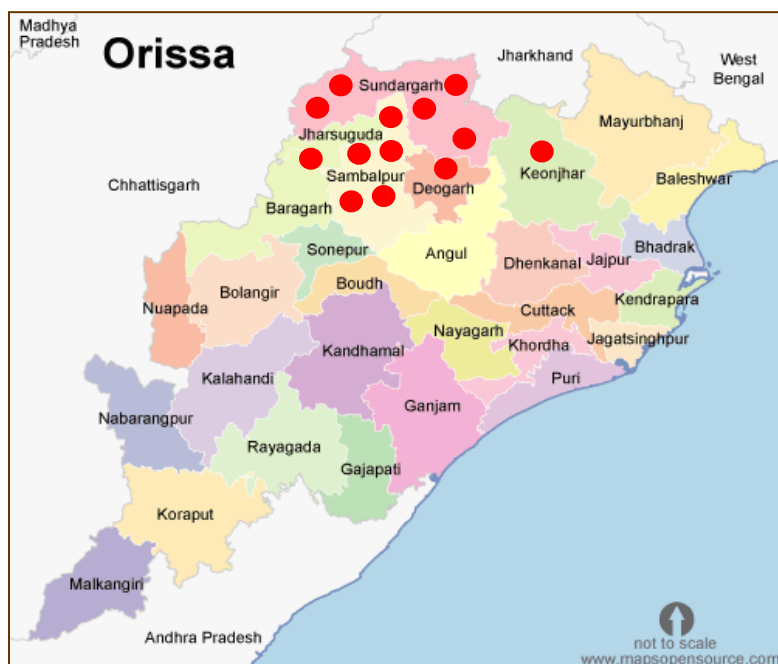 Madhya
Pradesh
Orissa
Jharkhand
West
Bengal
Sundargarh
Mayurbhanj
Jharsuguda
Keonjhar
Sambalpur
Deogarh
Baleshwar
Chhattisgarh
Baragarh
Sonepur
Angul
Bhadrak
Dhenkanal
Jajpur
Nuapada
Bolangir
Boudh
Kendrapara
Cuttack
Nayagarh
Khordha
Jagatsinghpur
Kandhamal
Kalahandi
Puri
Nabarangpur
Ganjam
Rayagada
Gajapati
Koraput
Malkangiri
Andhra Pradesh
not to scale
www.mapsopensource.com